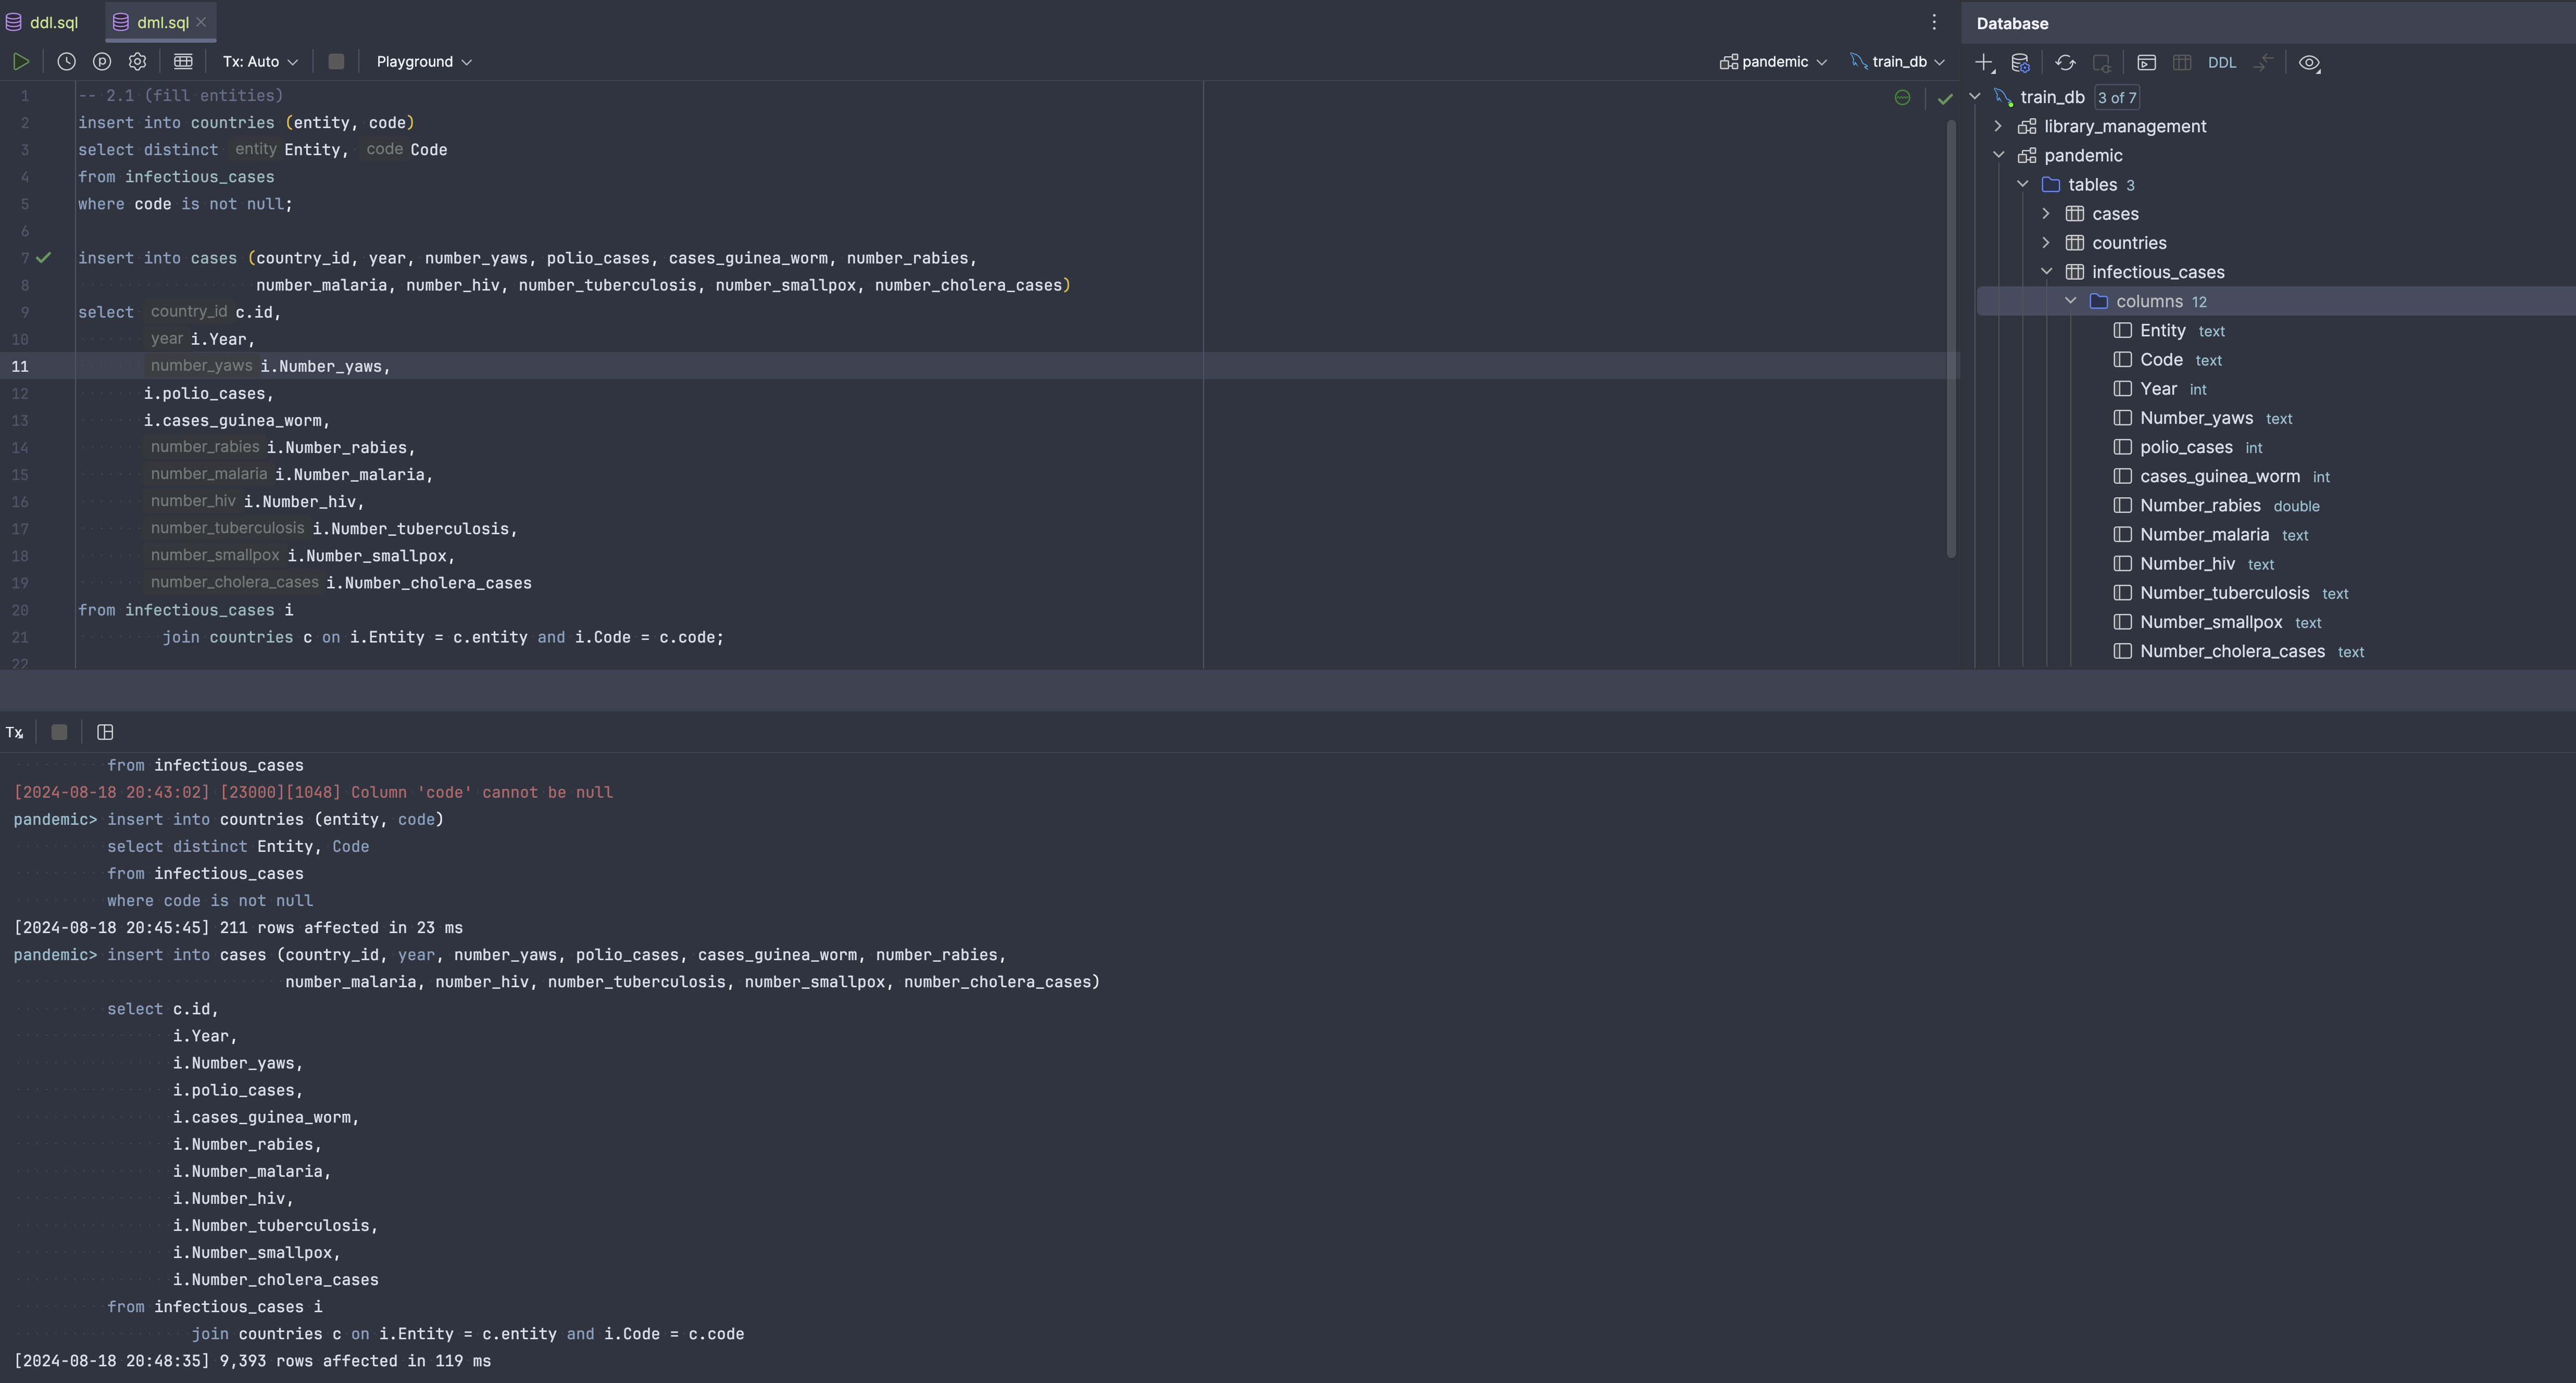 ddl.sql
dml.sql
Tx: Auto
Playground
pandemic
train_db
1 -- 2.1 (fill entities)
2 insert into countries (entity, code)
3 select distinct entity Entity, code Code
4 from infectious_cases
5 where code is not null;
6
7 insert into cases (country_id, year, number_yaws, polio_cases, cases_guinea_worm, number_rabies,
8 number_malaria, number_hiv, number_tuberculosis, number_smallpox, number_cholera_cases)
9 select country_id c.id,
10 year i.Year,
11 number_yaws i.Number_yaws,
12 i.polio_cases,
13 i.cases_guinea_worm,
14 number_rabies i.Number_rabies,
15 number_malaria i.Number_malaria,
16 number_hiv i.Number_hiv,
17 number_tuberculosis i.Number_tuberculosis,
18 number_smallpox i.Number_smallpox,
19 number_cholera_cases i.Number_cholera_cases
20 from infectious_cases i
21 join countries c on i.Entity = c.entity and i.Code = c.code;
22
Database
DDL
train_db 3 of 7
library_management
pandemic
tables 3
cases
countries
infectious_cases
columns 12
Entity text
Code text
Year int
Number_yaws text
polio_cases int
cases_guinea_worm int
Number_rabies double
Number_malaria text
Number_hiv text
Number_tuberculosis text
Number_smallpox text
Number_cholera_cases text
Tx
from infectious_cases
[2024-08-18 20:43:02] [23000][1048] Column 'code' cannot be null
pandemic> insert into countries (entity, code)
select distinct Entity, Code
from infectious_cases
where code is not null
[2024-08-18 20:45:45] 211 rows affected in 23 ms
pandemic> insert into cases (country_id, year, number_yaws, polio_cases, cases_guinea_worm, number_rabies,
number_malaria, number_hiv, number_tuberculosis, number_smallpox, number_cholera_cases)
select c.id,
i.Year,
i.Number_yaws,
i.polio_cases,
i.cases_guinea_worm,
i.Number_rabies,
i.Number_malaria,
i.Number_hiv,
i.Number_tuberculosis,
i.Number_smallpox,
i.Number_cholera_cases
from infectious_cases i
join countries c on i.Entity = c.entity and i.Code = c.code
[2024-08-18 20:48:35] 9,393 rows affected in 119 ms